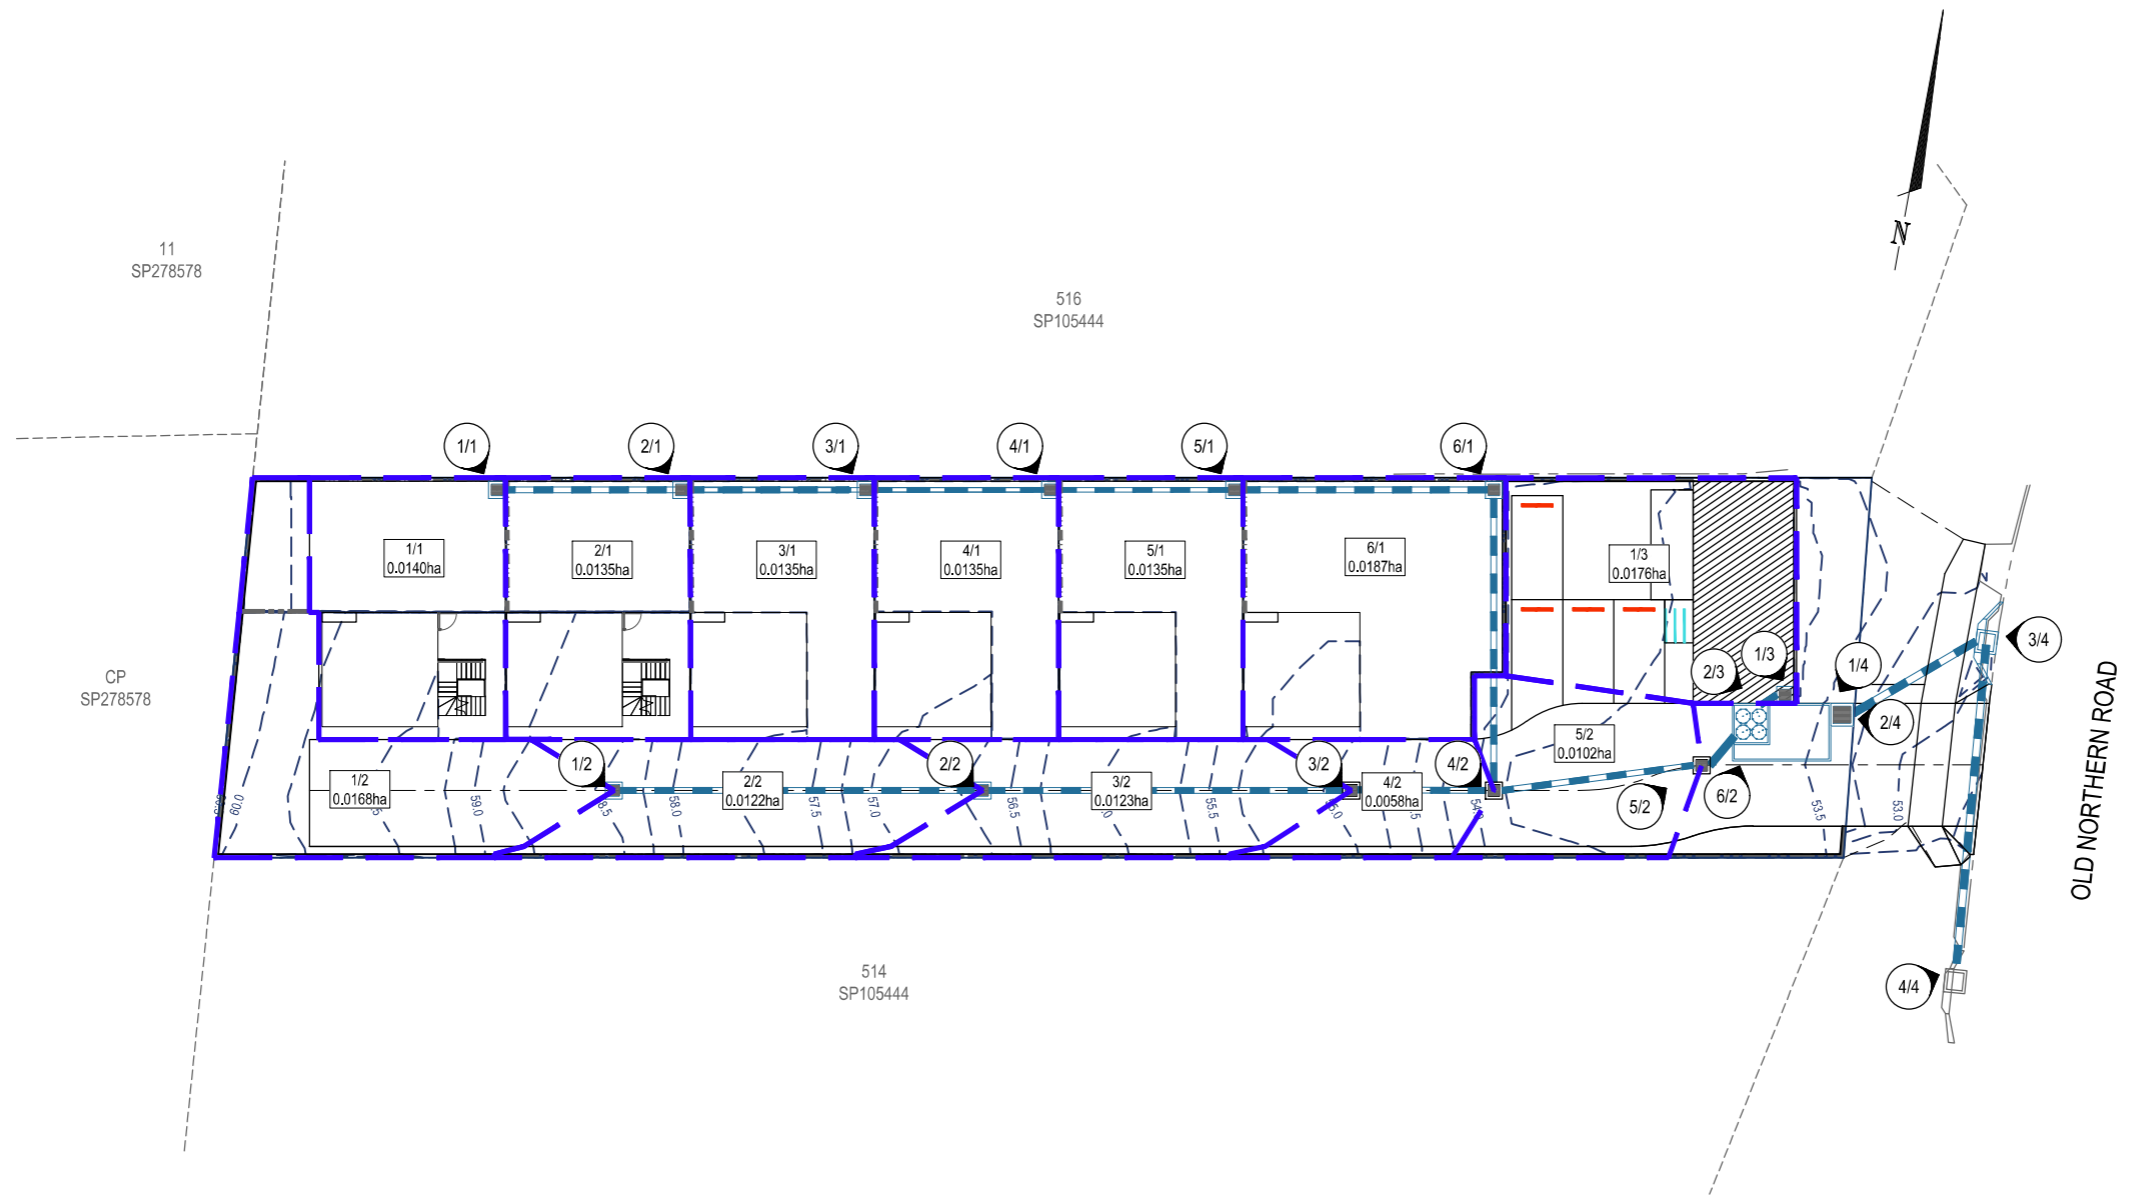 N
11
SP278578
516
SP105444
1/1
2/1
3/1
4/1
5/1
6/1
1/1
0.0140ha
2/1
0.0135ha
3/1
0.0135ha
4/1
0.0135ha
5/1
0.0135ha
6/1
0.0187ha
1/3
0.0176ha
CP
SP278578
2/3
1/3
1/4
3/4
2/4
OLD NORTHERN ROAD
1/2
2/2
3/2
4/2
5/2
0.0102ha
1/2
0.0168ha
2/2
0.0122ha
3/2
0.0123ha
4/2
0.0058ha
5/2
6/2
60.0
59.0
58.0
57.5
57.0
56.5
55.5
53.5
53.0
514
SP105444
4/4